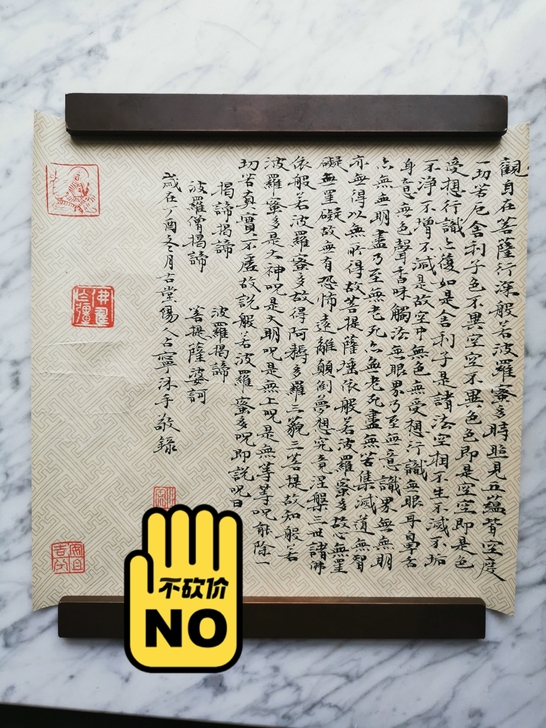 觀自在菩薩行深般若波羅蜜多時照見五蘊皆空度
一切苦厄舍利子色不異空空不異色色即是空空即是色
受想行識亦復如是舍利子是諸法空相不生不滅不垢
不淨不增不減是故空中無色無受想行識無眼耳鼻舌
身意無色聲香味觸法無眼界乃至無意識界無無明
亦無無明盡乃至無老死亦無老死盡無苦集滅道無智
亦無得以無所得故菩提薩埵依般若波羅蜜多故心無罣
礙無罣礙故無有恐怖遠離顛倒夢想究竟涅槃三世諸佛
依般若波羅蜜多故得阿耨多羅三藐三菩提故知般若
波羅蜜多是大神呪是大明呪是無上呪是無等等呪能除一
切苦真實不虛故說般若波羅蜜多呪即說呪曰
揭諦揭諦 波羅揭諦
波羅僧揭諦 菩提薩婆訶
歲在丁酉冬月 沐手敬錄
不砍价
NO